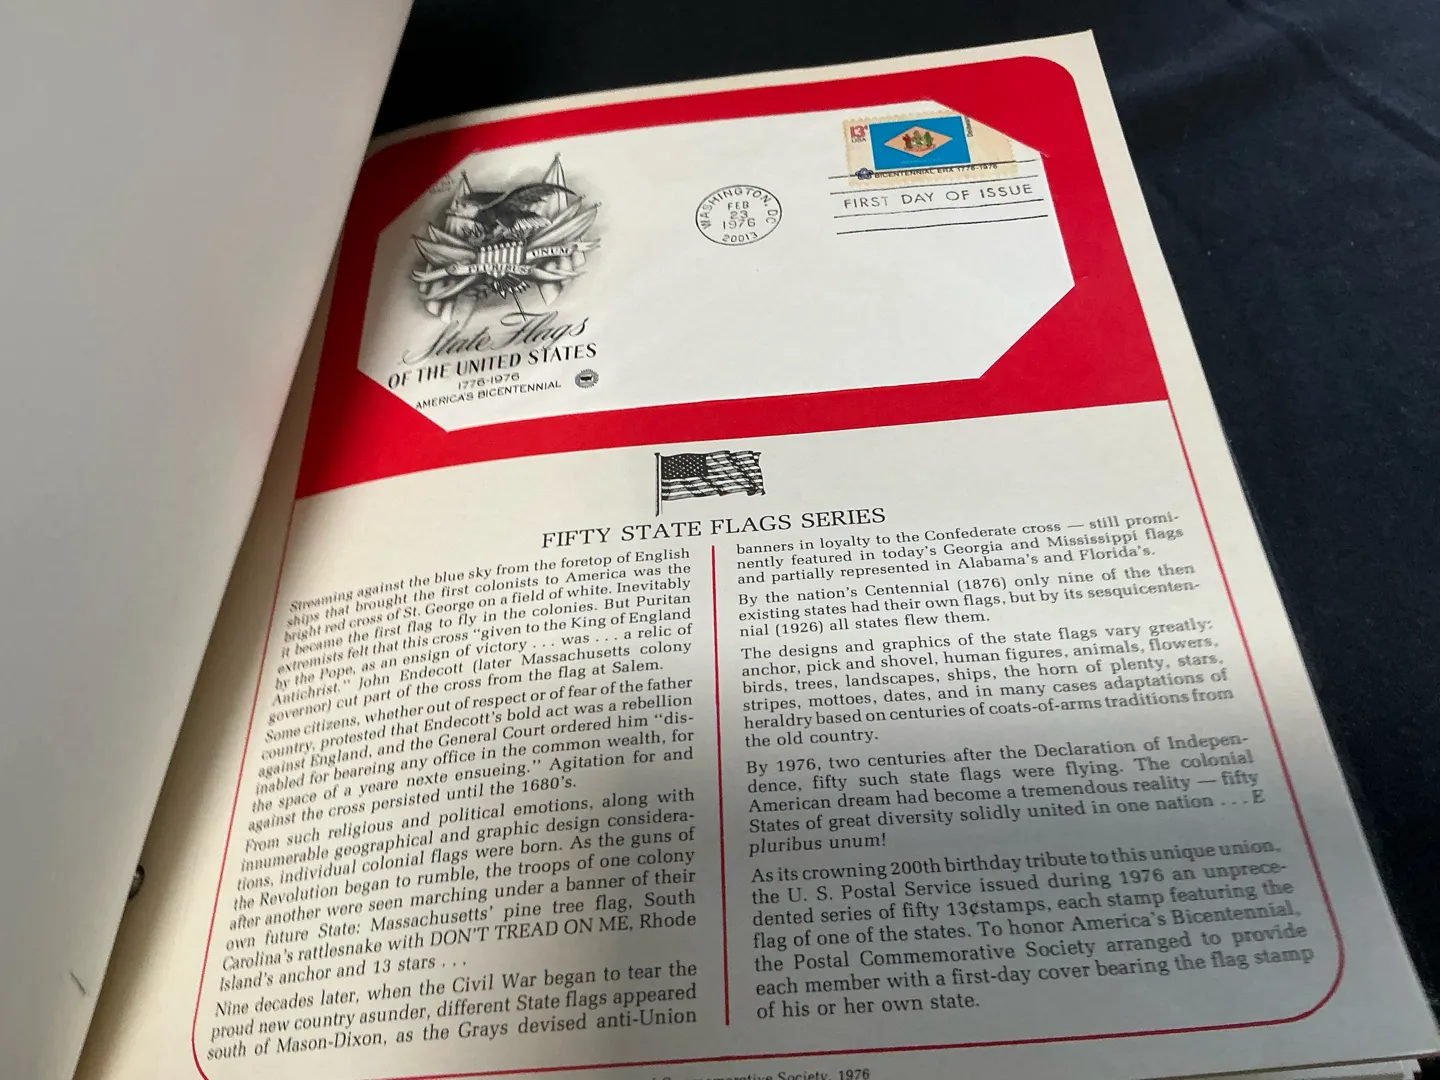 13¢
USA
Delaware
BICENTENNIAL ERA 1776-1976
FIRST DAY OF ISSUE
WASHINGTON, DC
FEB
23
1976
20013
E PLURIBUS UNUM
State Flags
OF THE UNITED STATES
1776-1976
AMERICA'S BICENTENNIAL
FIFTY STATE FLAGS SERIES
Streaming against the blue sky from the foretop of English
ships that brought the first colonists to America was the
bright red cross of St. George on a field of white. Inevitably
it became the first flag to fly in the colonies. But Puritan
extremists felt that this cross "given to the King of England
by the Pope, as an ensign of victory . . . was . . . a relic of
Antichrist." John Endecott (later Massachusetts colony
governor) cut part of the cross from the flag at Salem.
Some citizens, whether out of respect or of fear of the father
country, protested that Endecott's bold act was a rebellion
against England, and the General Court ordered him "dis-
inabled for beareing any office in the common wealth, for
the space of a yeare nexte ensueing." Agitation for and
against the cross persisted until the 1680's.
From such religious and political emotions, along with
innumerable geographical and graphic design considera-
tions, individual colonial flags were born. As the guns of
the Revolution began to rumble, the troops of one colony
after another were seen marching under a banner of their
own future State: Massachusetts' pine tree flag, South
Carolina's rattlesnake with DON'T TREAD ON ME, Rhode
Island's anchor and 13 stars . . .
Nine decades later, when the Civil War began to tear the
proud new country asunder, different State flags appeared
south of Mason-Dixon, as the Grays devised anti-Union
banners in loyalty to the Confederate cross — still promi-
nently featured in today's Georgia and Mississippi flags
and partially represented in Alabama's and Florida's.
By the nation's Centennial (1876) only nine of the then
existing states had their own flags, but by its sesquicenten-
nial (1926) all states flew them.
The designs and graphics of the state flags vary greatly:
anchor, pick and shovel, human figures, animals, flowers,
birds, trees, landscapes, ships, the horn of plenty, stars,
stripes, mottoes, dates, and in many cases adaptations of
heraldry based on centuries of coats-of-arms traditions from
the old country.
By 1976, two centuries after the Declaration of Indepen-
dence, fifty such state flags were flying. The colonial
American dream had become a tremendous reality — fifty
States of great diversity solidly united in one nation . . . E
pluribus unum!
As its crowning 200th birthday tribute to this unique union,
the U. S. Postal Service issued during 1976 an unprece-
dented series of fifty 13¢ stamps, each stamp featuring the
flag of one of the states. To honor America's Bicentennial,
the Postal Commemorative Society arranged to provide
each member with a first-day cover bearing the flag stamp
of his or her own state.
Commemorative Society, 1976